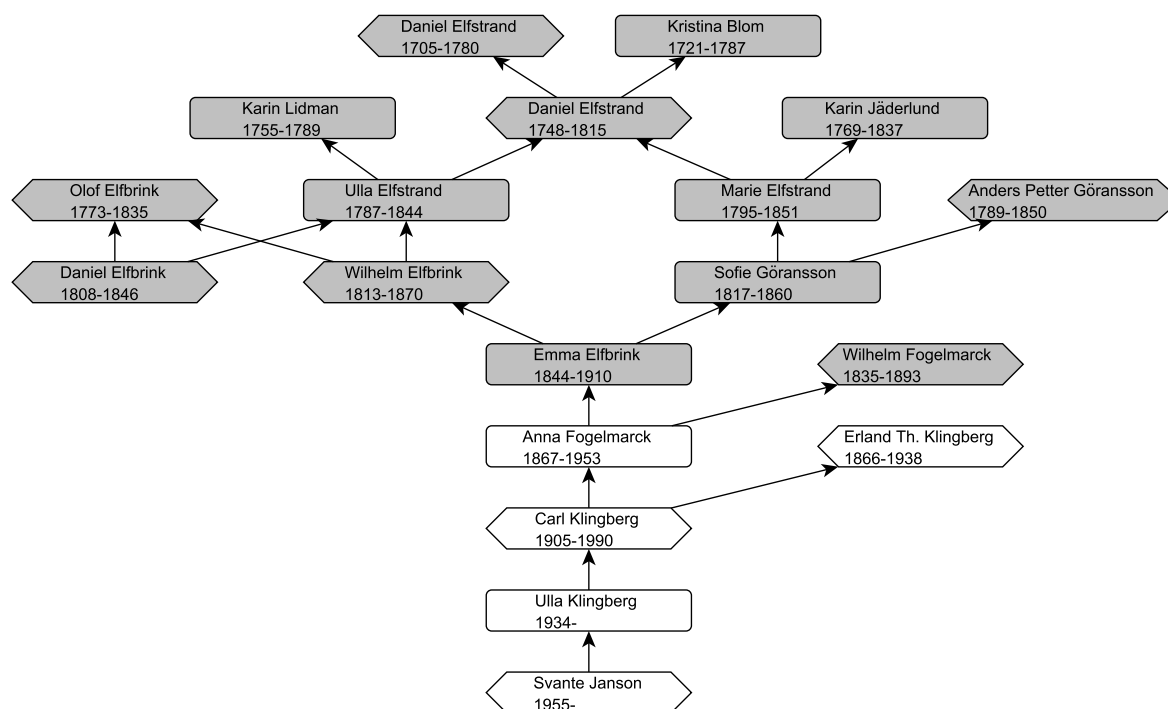 Daniel Elfstrand
1705-1780
Kristina Blom
1721-1787
Karin Lidman
1755-1789
Daniel Elfstrand
1748-1815
Karin Jäderlund
1769-1837
Olof Elfbrink
1773-1835
Ulla Elfstrand
1787-1844
Marie Elfstrand
1795-1851
Anders Petter Göransson
1789-1850
Daniel Elfbrink
1808-1846
Wilhelm Elfbrink
1813-1870
Sofie Göransson
1817-1860
Emma Elfbrink
1844-1910
Wilhelm Fogelmarck
1835-1893
Anna Fogelmarck
1867-1953
Erland Th. Klingberg
1866-1938
Carl Klingberg
1905-1990
Ulla Klingberg
1934-
Svante Janson
1955-